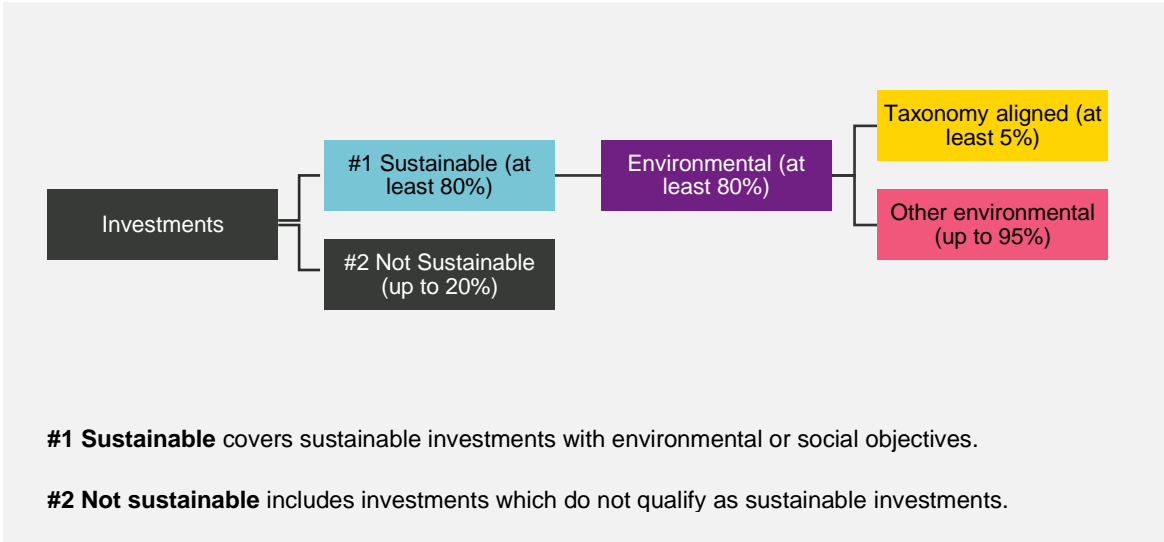 Taxonomy aligned (at
least 5%)
#1 Sustainable (at
least 80%)
Environmental (at
least 80%)
Other environmental
(up to 95%)
Investments
#2 Not Sustainable
(up to 20%)
#1 Sustainable covers sustainable investments with environmental or social objectives.
#2 Not sustainable includes investments which do not qualify as sustainable investments.